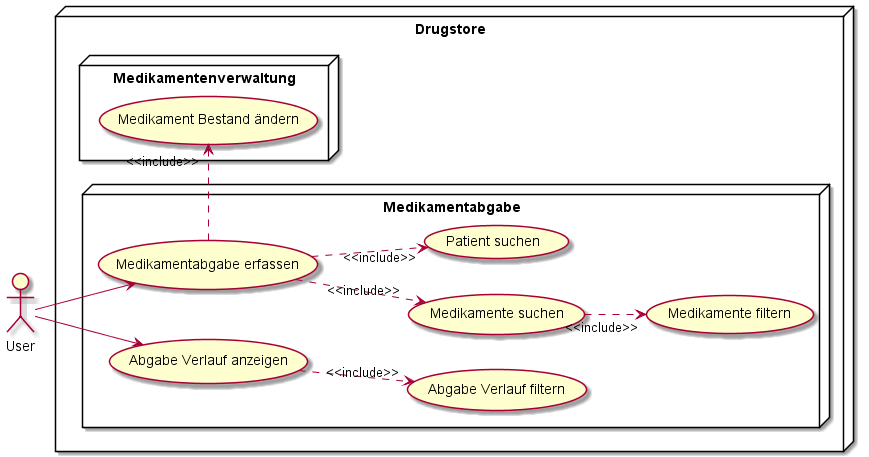 Drugstore
Medikamentenverwaltung
Medikament Bestand ändern
<<include>>
Medikamentabgabe
Patient suchen
Medikamentabgabe erfassen
<<include>>
<<include>>
Medikamente suchen
Medikamente filtern
<<include>>
User
Abgabe Verlauf anzeigen
<<include>>
Abgabe Verlauf filtern